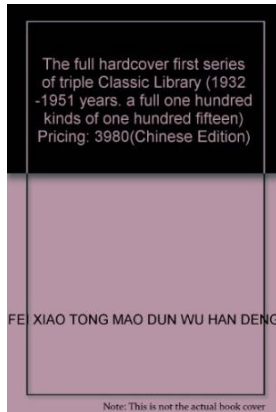 The full hardcover first series
of triple Classic Library (1932
-1951 years. a full one hundred
kinds of one hundred fifteen)
Pricing: 3980(Chinese Edition)
FEI XIAO TONG MAO DUN WU HAN DENG
Note: This is not the actual book cover